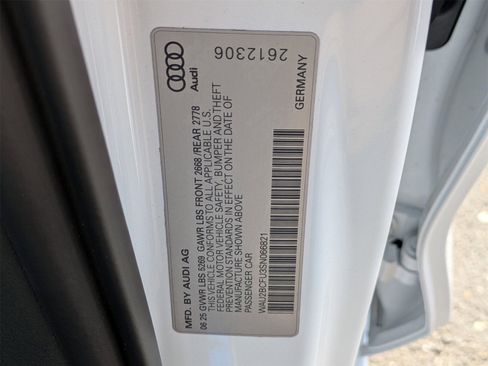 Audi
2612306
GERMANY
MFD. BY AUDI AG
06 25 GVWR LBS 5269 GAWR LBS FRONT 2668 /REAR 2778
THIS VEHICLE CONFORMS TO ALL APPLICABLE U.S.
FEDERAL MOTOR VEHICLE SAFETY, BUMPER AND THEFT
PREVENTION STANDARDS IN EFFECT ON THE DATE OF
MANUFACTURE SHOWN ABOVE
PASSENGER CAR
WAU2BCFU3SN066821